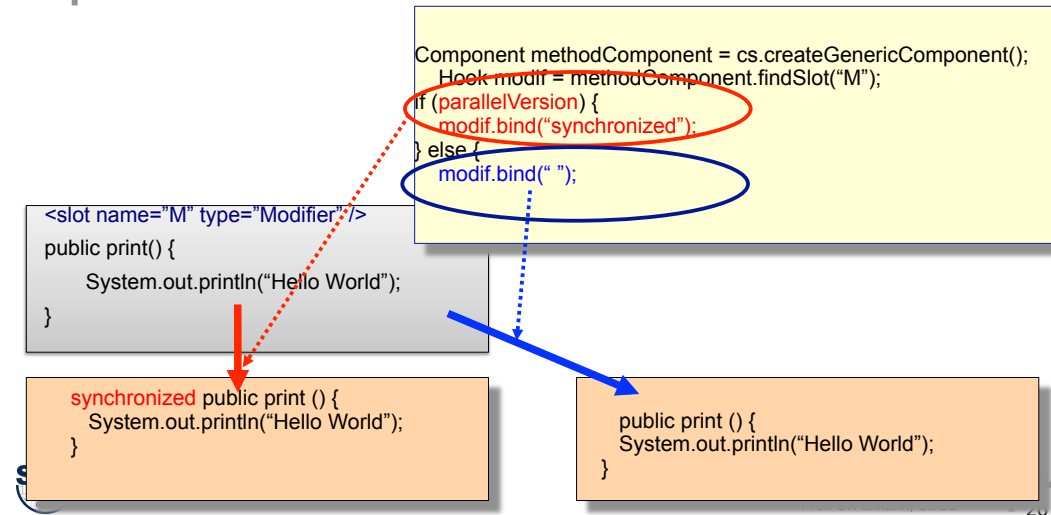 Component methodComponent = cs.createGenericComponent();
Hook modif = methodComponent.findSlot(“M”);
if (parallelVersion) {
modif.bind(“synchronized”);
} else {
modif.bind(“ ”);
<slot name=”M” type=”Modifier” />
public print() {
System.out.println(“Hello World”);
}
synchronized public print () {
System.out.println(“Hello World”);
}
public print () {
System.out.println(“Hello World”);
}